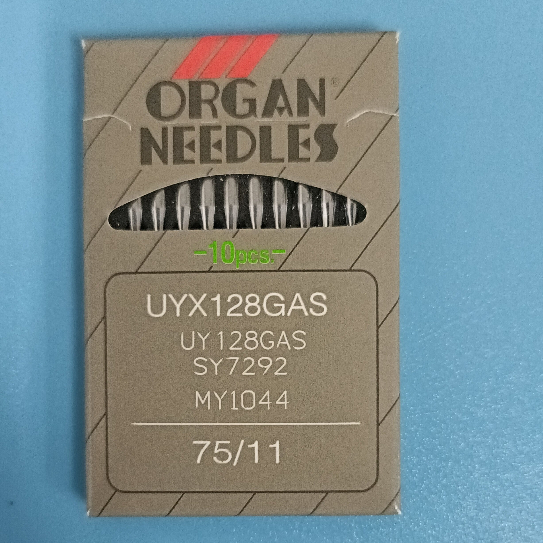 ORGAN
NEEDLES
-10pcs-
UYX128GAS
UY128GAS
SY7292
MY1044
75/11